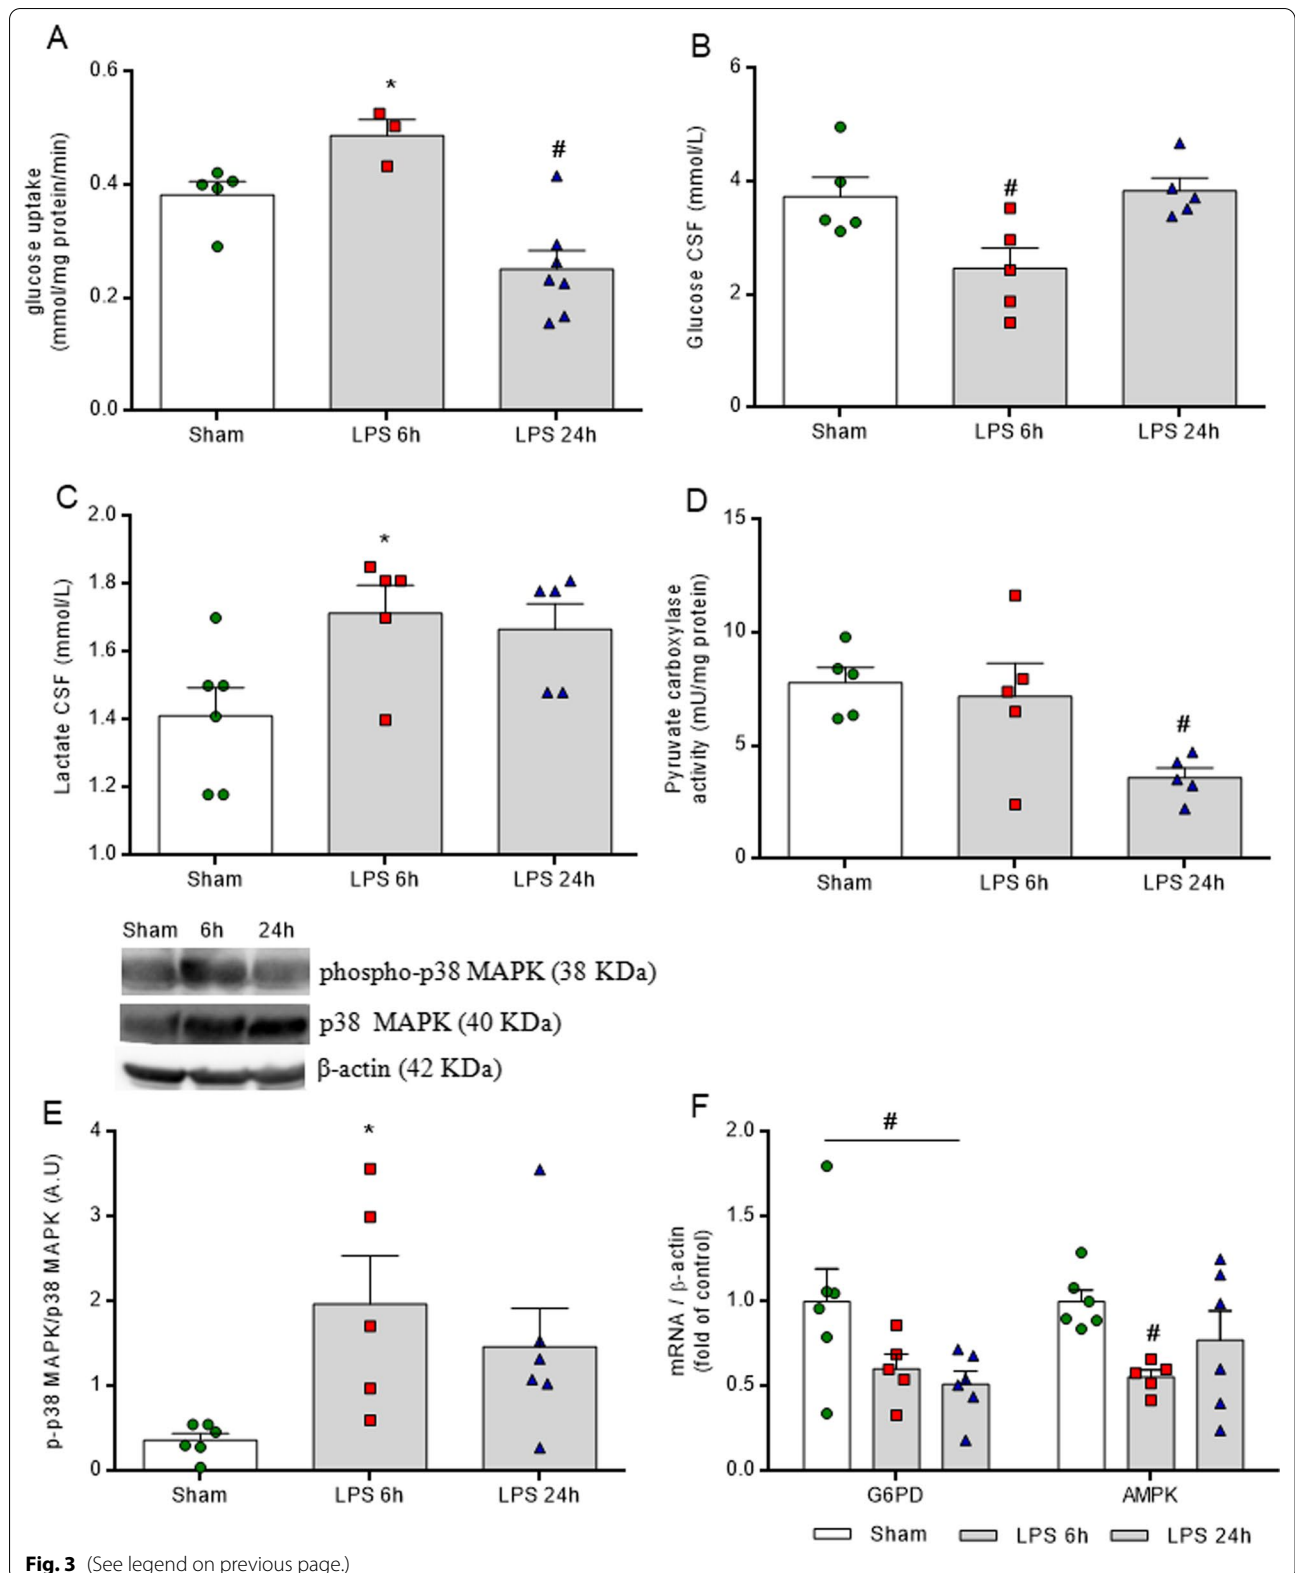 A
glucose uptake
(mmol/mg protein/min)
0.6
0.4
0.2
0.0
*
#
Sham LPS 6h LPS 24h
B
Glucose CSF (mmol/L)
6
4
2
0
#
Sham LPS 6h LPS 24h
C
Lactate CSF (mmol/L)
2.0
1.8
1.6
1.4
1.2
1.0
*
Sham LPS 6h LPS 24h
D
Pyruvate carboxylase
activity (mU/mg protein)
15
10
5
0
#
Sham LPS 6h LPS 24h
Sham 6h 24h
phospho-p38 MAPK (38 KDa)
p38 MAPK (40 KDa)
β-actin (42 KDa)
E
p-p38 MAPK/p38 MAPK (A.U)
4
3
2
1
0
*
Sham LPS 6h LPS 24h
F
mRNA / β-actin
(fold of control)
2.0
1.5
1.0
0.5
0.0
#
#
G6PD AMPK
Sham LPS 6h LPS 24h
Fig. 3 (See legend on previous page.)